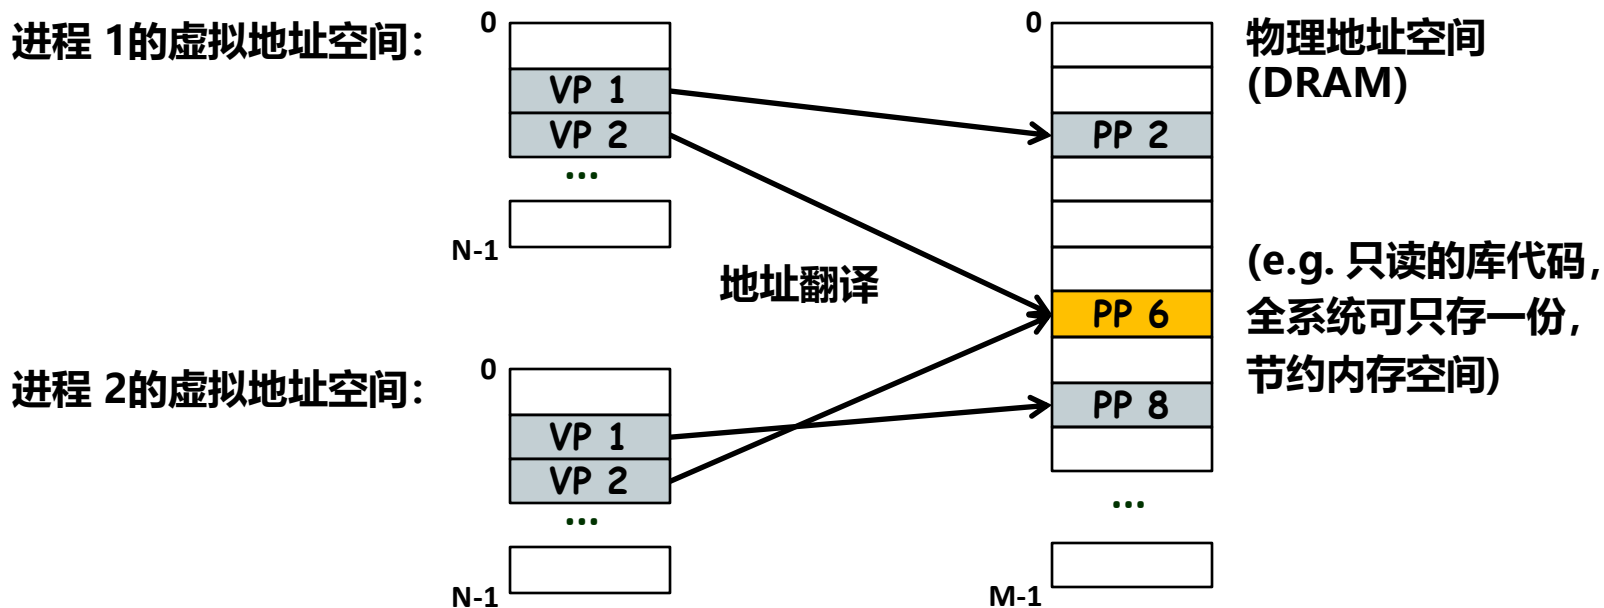 进程 1的虚拟地址空间：
0
VP 1
VP 2
...
N-1
0
物理地址空间
(DRAM)
PP 2
地址翻译
PP 6
(e.g. 只读的库代码，
全系统可只存一份，
节约内存空间)
进程 2的虚拟地址空间：
0
VP 1
VP 2
...
N-1
PP 8
...
M-1